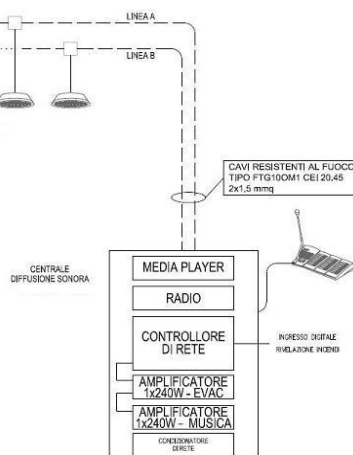 LINEA A
LINEA B
CAVI RESISTENTI AL FUOCO
TIPO FTG10OM1 CEI 20.45
2x1,5 mmq
CENTRALE
DIFFUSIONE SONORA
MEDIA PLAYER
RADIO
CONTROLLORE
DI RETE
INGRESSO DIGITALE
RIVELAZIONE INCENDI
AMPLIFICATORE
1x240W - EVAC
AMPLIFICATORE
1x240W - MUSICA
CONDIZIONATORE
DI RETE